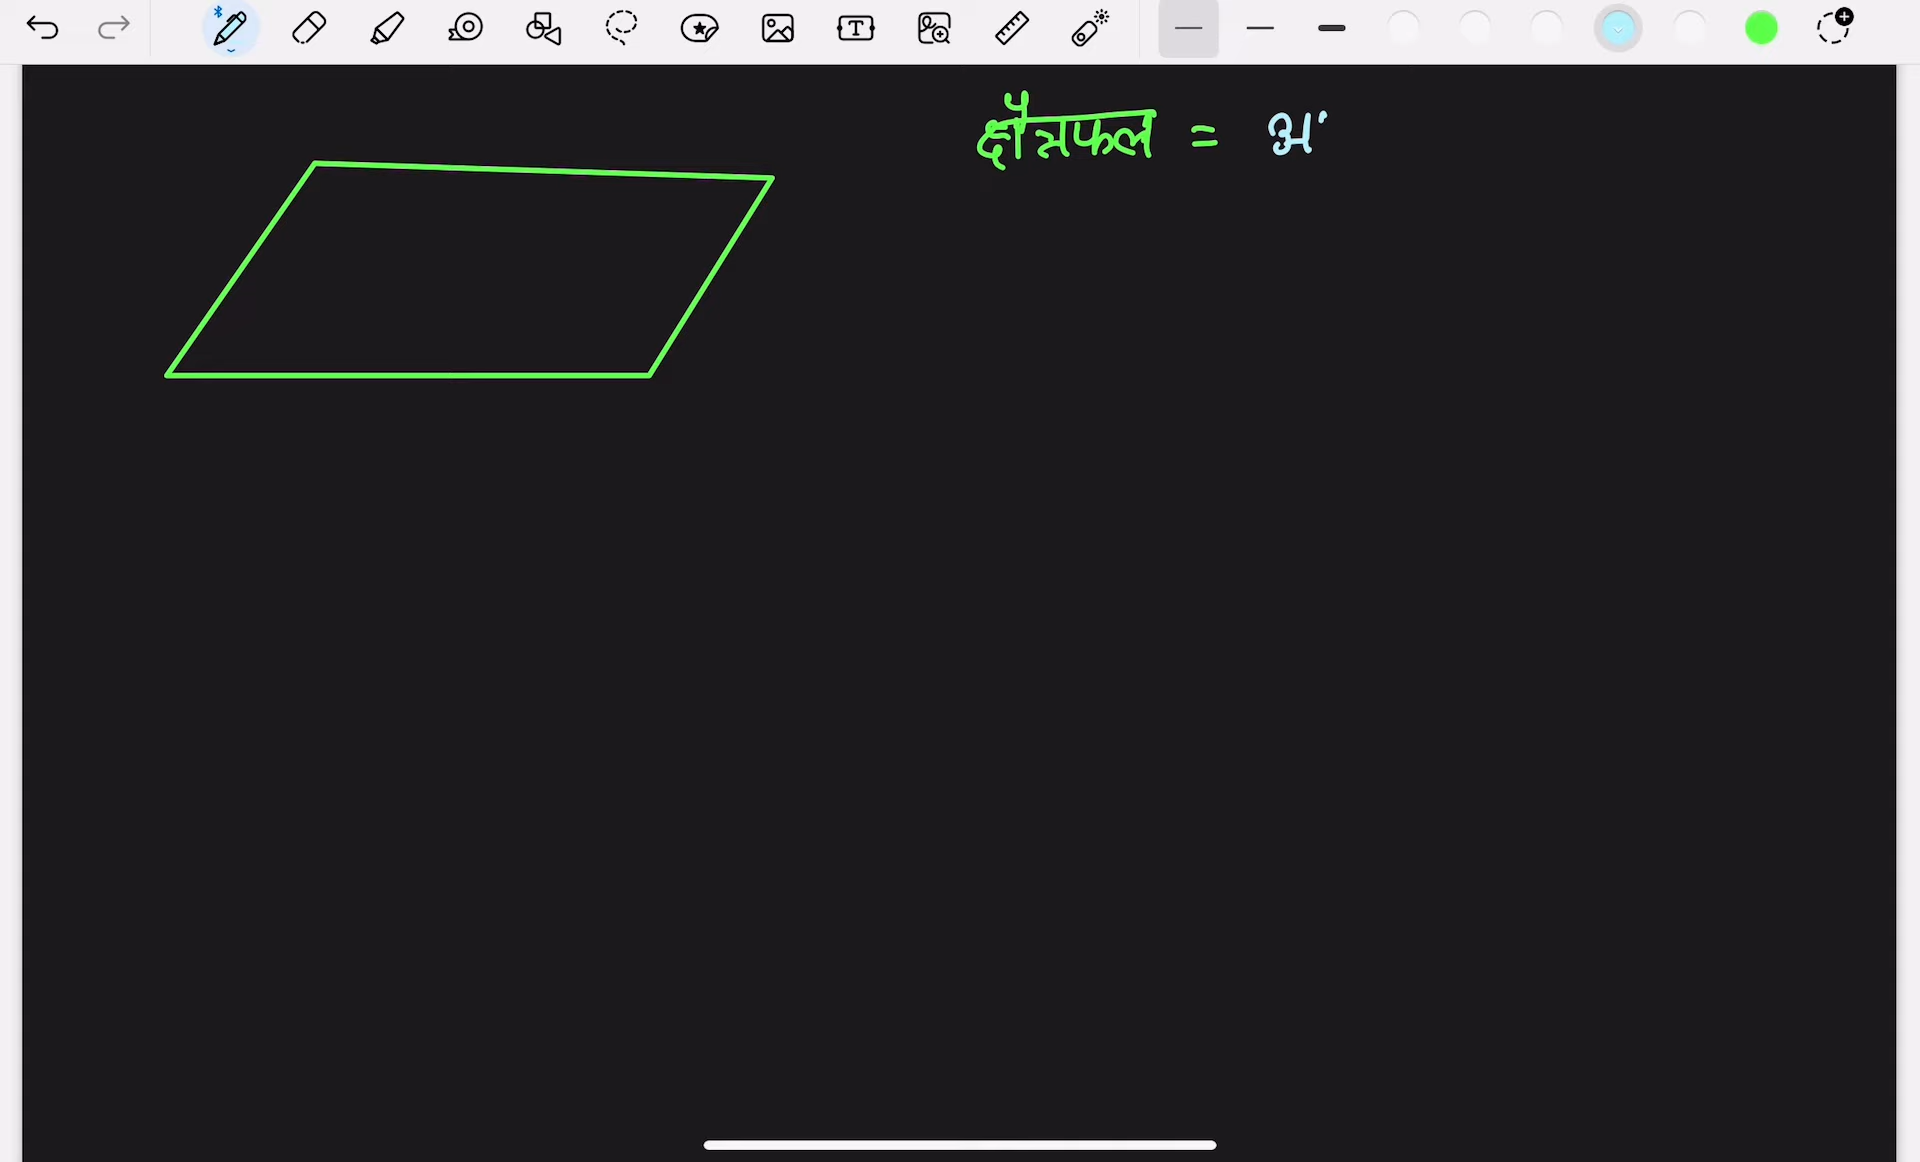 क्षेत्रफल = अ